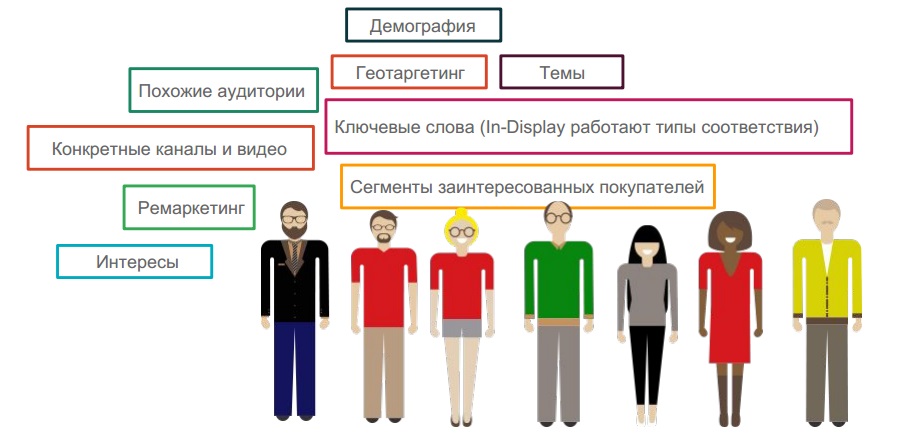 Демография
Геотаргетинг
Темы
Похожие аудитории
Ключевые слова (In-Display работают типы соответствия)
Конкретные каналы и видео
Сегменты заинтересованных покупателей
Ремаркетинг
Интересы